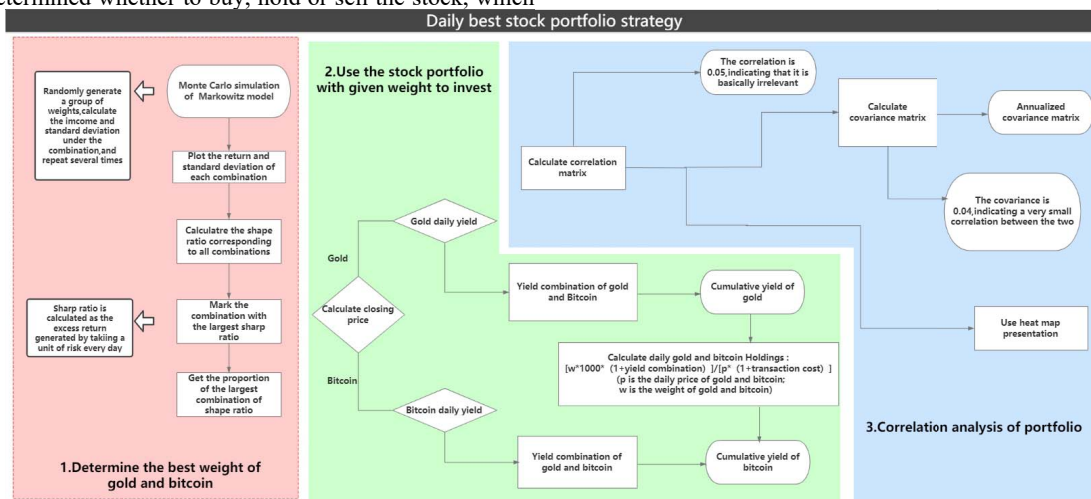 etermined whether to buy, hold or sell the stock, which
Daily best stock portfolio strategy
Randomly generate
a group of
weights,calculate
the imcome and
standard deviation
under the
combination,and
repeat several times
Monte Carlo simulation
of Markowitz model
Plot the return and
standard deviation of
each combination
Calculatre the shape
ratio corresponding
to all combinations
Sharp ratio is
calculated as the
excess return
generated by takiing a
unit of risk every day
Mark the
combination with
the largest sharp
ratio
Get the proportion
of the largest
combination of
shape ratio
1.Determine the best weight of
gold and bitcoin
2.Use the stock portfolio
with given weight to invest
Gold daily yield
Gold
Calculate closing
price
Bitcoin
Bitcoin daily yield
Yield combination of gold
and Bitcoin
Cumulative yield of
gold
Calculate daily gold and bitcoin Holdings :
[w*1000* (1+yield combination) ]/[p* (1+transaction cost) ]
(p is the daily price of gold and bitcoin;
w is the weight of gold and bitcoin)
Yield combination of
gold and bitcoin
Cumulative yield of
bitcoin
The correlation is
0.05,indicating that it is
basically irrelevant
Calculate correlation
matrix
Calculate
covariance matrix
Annualized
covariance matrix
The covariance is
0.04,indicating a very small
correlation between the two
Use heat map
presentation
3.Correlation analysis of portfolio